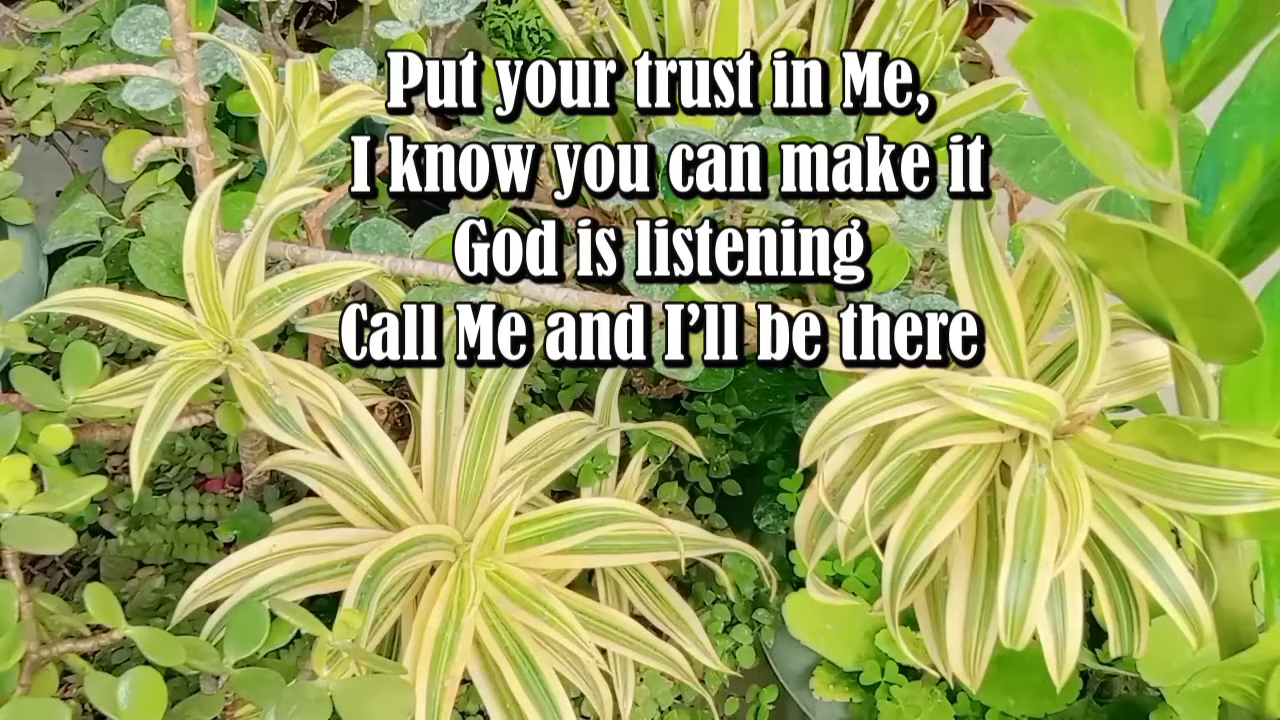 Put your trust in Me,
I know you can make it
God is listening
Call Me and I’ll be there